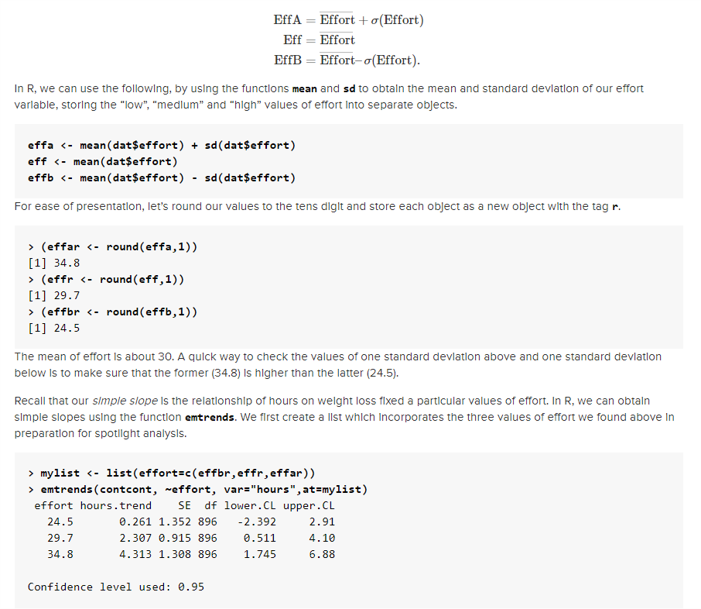 EffA = Effort + σ(Effort)
Eff = Effort
EffB = Effort– σ(Effort).
In R, we can use the following, by using the functions mean and sd to obtain the mean and standard deviation of our effort
variable, storing the “low”, “medium” and “high” values of effort into separate objects.
effa <- mean(dat$effort) + sd(dat$effort)
eff <- mean(dat$effort)
effb <- mean(dat$effort) - sd(dat$effort)
For ease of presentation, let’s round our values to the tens digit and store each object as a new object with the tag r.
> (effar <- round(effa,1))
[1] 34.8
> (effr <- round(eff,1))
[1] 29.7
> (effbr <- round(effb,1))
[1] 24.5
The mean of effort is about 30. A quick way to check the values of one standard deviation above and one standard deviation
below is to make sure that the former (34.8) is higher than the latter (24.5).
Recall that our simple slope is the relationship of hours on weight loss fixed a particular values of effort. In R, we can obtain
simple slopes using the function emtrends. We first create a list which incorporates the three values of effort we found above in
preparation for spotlight analysis.
> mylist <- list(effort=c(effbr,effr,effar))
> emtrends(contcont, ~effort, var="hours",at=mylist)
effort hours.trend SE df lower.CL upper.CL
24.5 0.261 1.352 896 -2.392 2.91
29.7 2.307 0.915 896 0.511 4.10
34.8 4.313 1.308 896 1.745 6.88
Confidence level used: 0.95